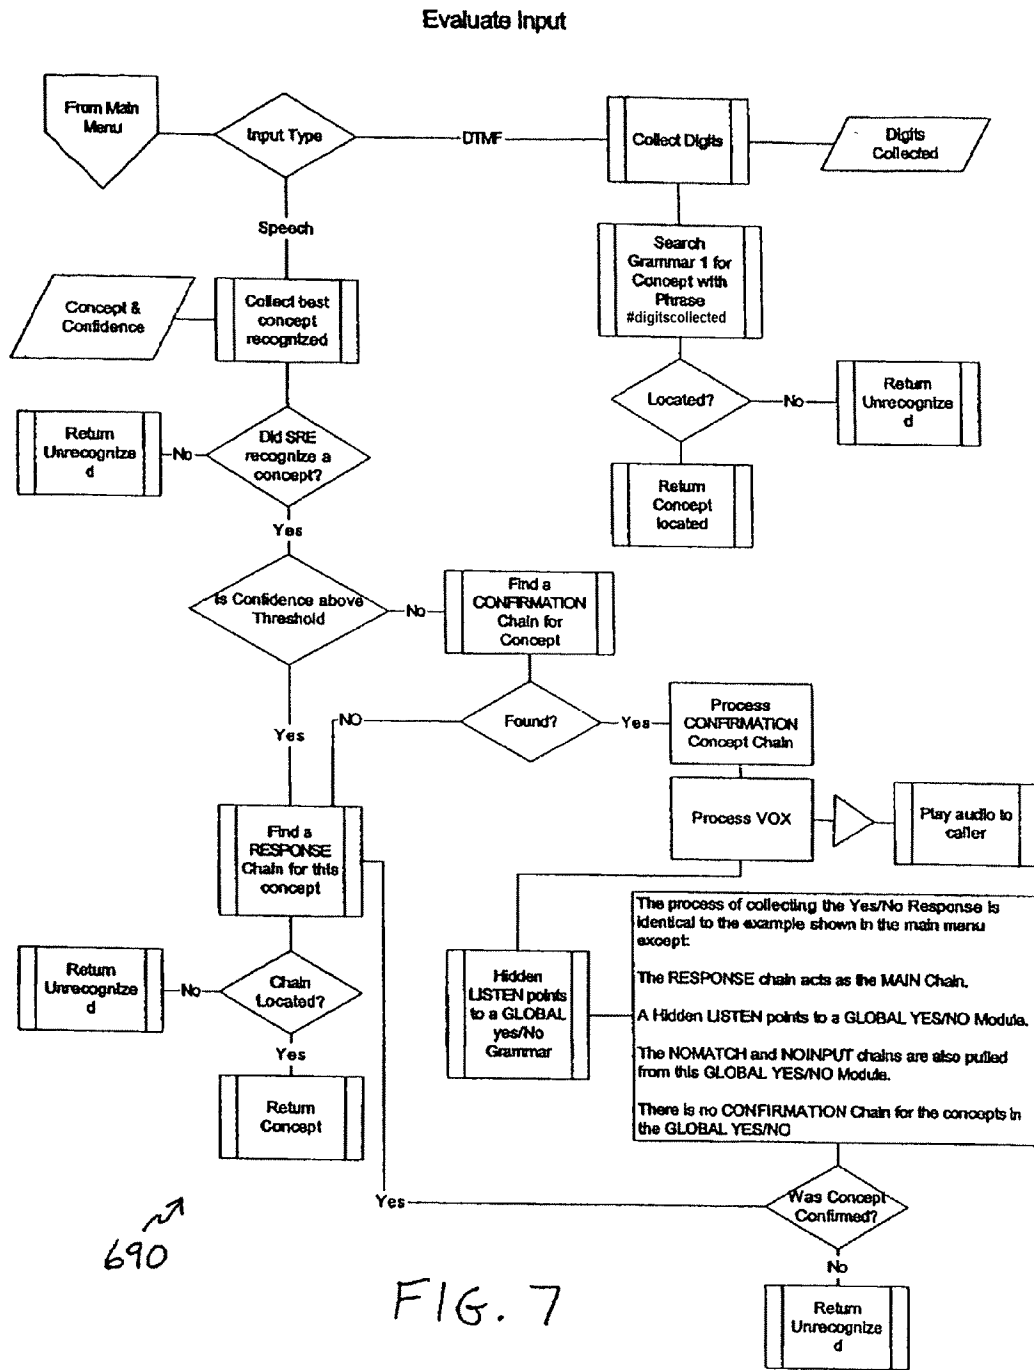 Evaluate Input
From Main
Menu
Input Type
DTMF
Collect Digits
Digits
Collected
Speech
Search
Grammar 1 for
Concept with
Phrase
#digitscollected
Concept &
Confidence
Collect best
concept
recognized
Located?
No
Return
Unrecognize
d
Return
Unrecognize
d
No
Did SRE
recognize a
concept?
Return
Concept
located
Yes
Is Confidence above
Threshold
No
Find a
CONFIRMATION
Chain for
Concept
Yes
NO
Found?
Yes
Process
CONFIRMATION
Concept Chain
Process VOX
Play audio to
caller
Find a
RESPONSE
Chain for this
concept
The process of collecting the Yes/No Response is
identical to the example shown in the main menu
except:
The RESPONSE chain acts as the MAIN Chain.
A Hidden LISTEN points to a GLOBAL YES/NO Module.
The NOMATCH and NOINPUT chains are also pulled
from this GLOBAL YES/NO Module.
There is no CONFIRMATION Chain for the concepts in
the GLOBAL YES/NO
Return
Unrecognize
d
No
Chain
Located?
Hidden
LISTEN points
to a GLOBAL
yes/No
Grammar
Yes
Return
Concept
Yes
Was Concept
Confirmed?
No
Return
Unrecognize
d
690
FIG. 7